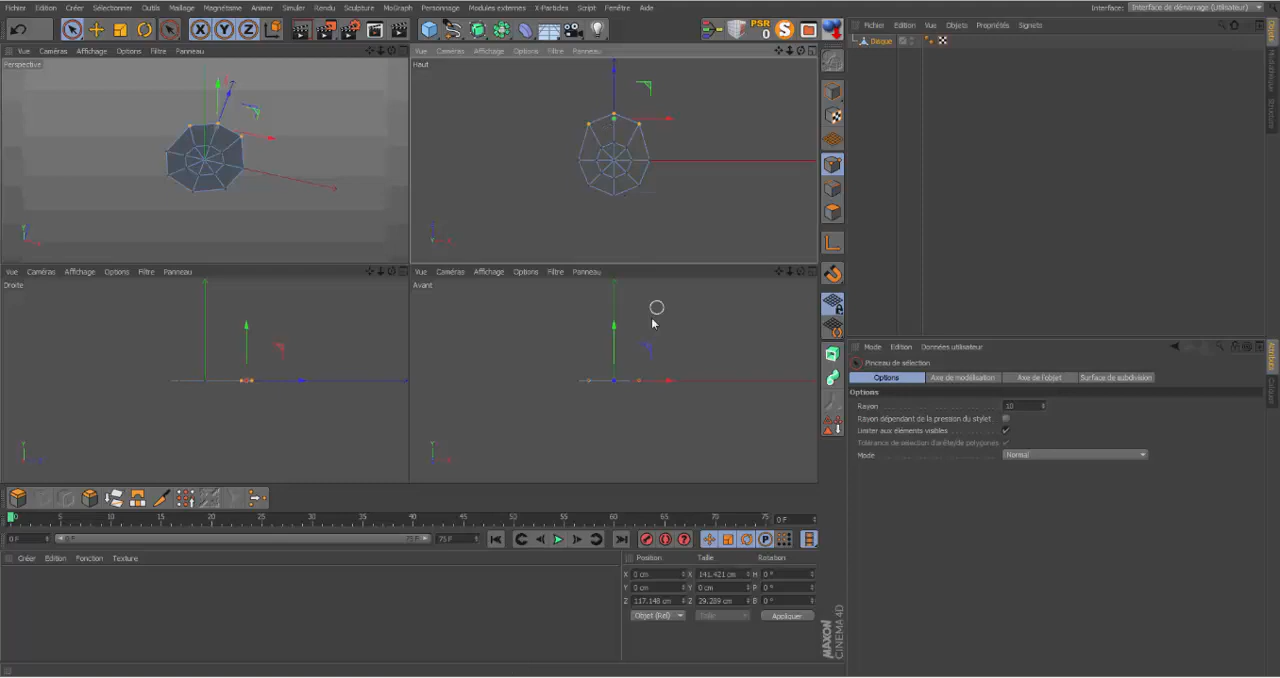 Fichier Edition Créer Sélectionner Outils Maillage Magnétisme Animer Simuler Rendu Sculpture MoGraph Personnage Modules externes X-Particles Script Fenêtre Aide Interface: Interface de démarrage (Utilisateur)
X Y Z PSR 0 S
Fichier Edition Vue Objets Propriétés Signets
Vue Caméras Affichage Options Filtre Panneau
Vue Caméras Affichage Options Filtre Panneau
Disque
Perspective
Haut
Objets
Structure
Vue Caméras Affichage Options Filtre Panneau
Vue Caméras Affichage Options Filtre Panneau
Droite
Avant
Mode Edition Données utilisateur
Pinceau de sélection
Options Axe de modélisation Axe de l'objet Surface de subdivision
Options
Rayon 10
Rayon dépendant de la pression du stylet
Limiter aux éléments visibles
Tolérance de sélection d'arête/de polygones
Mode Normal
Attributs
0 5 10 15 20 25 30 35 40 45 50 55 60 65 70 75 0 F
0 F 0 F 75 F 75 F
P
Créer Edition Fonction Texture
Position Taille Rotation
X 0 cm X 141.421 cm H 0 °
Y 0 cm Y 0 cm P 0 °
Z 117.148 cm Z 29.289 cm B 0 °
Objet (Rel) Taille Appliquer
MAXON
CINEMA 4D